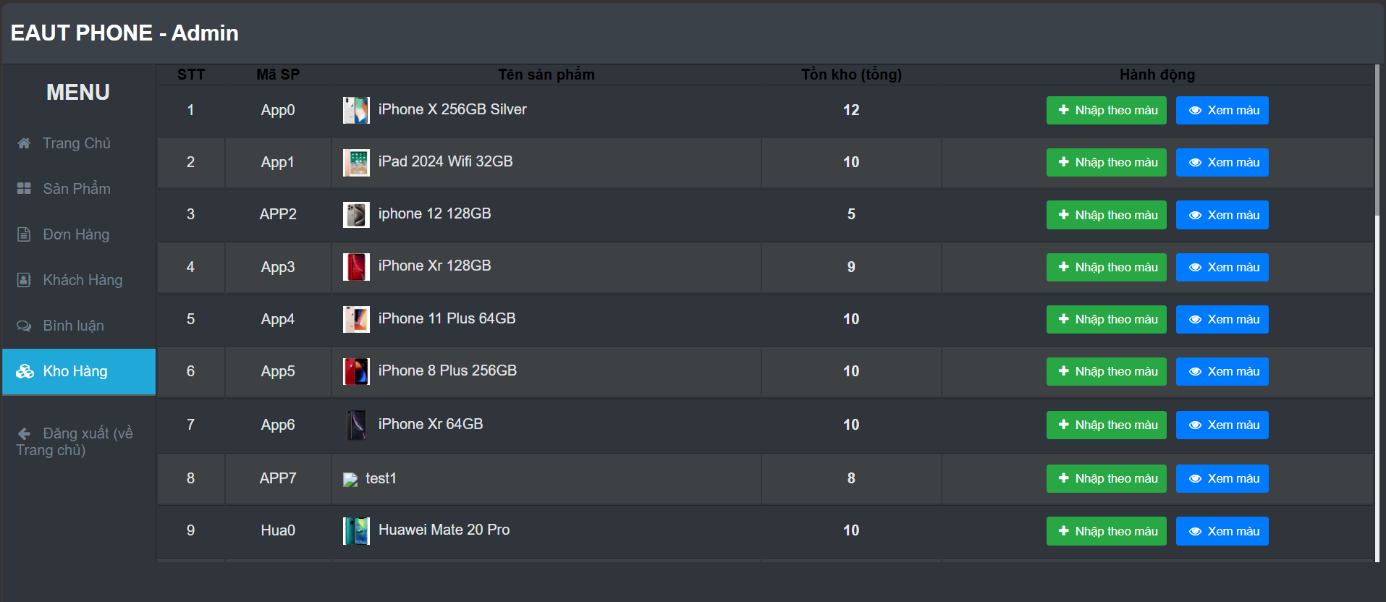 EAUT PHONE - Admin
MENU
Trang Chủ
Sản Phẩm
Đơn Hàng
Khách Hàng
Bình luận
Kho Hàng
Đăng xuất (về
Trang chủ)
STT Mã SP Tên sản phẩm Tồn kho (tổng) Hành động
1 App0 iPhone X 256GB Silver 12 Nhập theo màu Xem màu
2 App1 iPad 2024 Wifi 32GB 10 Nhập theo màu Xem màu
3 APP2 iphone 12 128GB 5 Nhập theo màu Xem màu
4 App3 iPhone Xr 128GB 9 Nhập theo màu Xem màu
5 App4 iPhone 11 Plus 64GB 10 Nhập theo màu Xem màu
6 App5 iPhone 8 Plus 256GB 10 Nhập theo màu Xem màu
7 App6 iPhone Xr 64GB 10 Nhập theo màu Xem màu
8 APP7 test1 8 Nhập theo màu Xem màu
9 Hua0 Huawei Mate 20 Pro 10 Nhập theo màu Xem màu